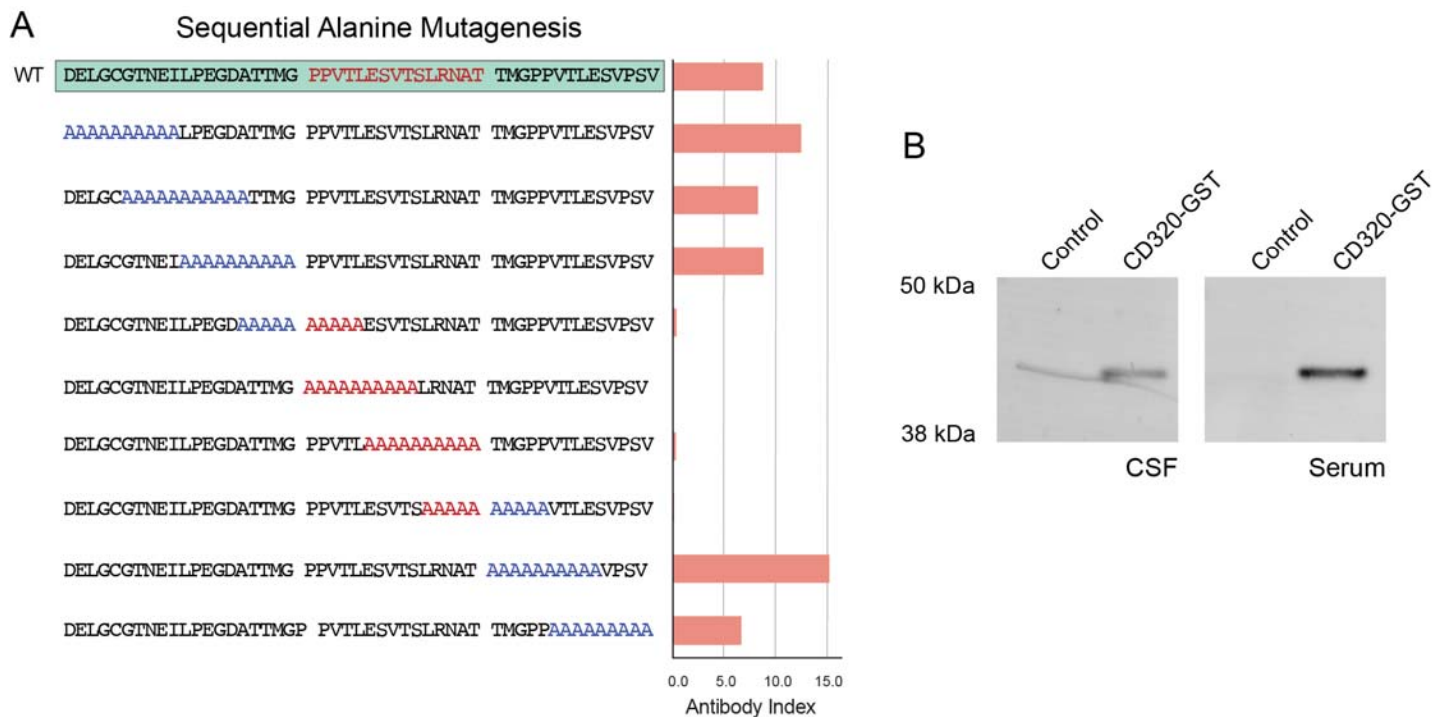 A
Sequential Alanine Mutagenesis
WT DELGCGTNEILPEGDATTMG PPVTLESVTSLRNAT TMGPPVTLESVPSV
AAAAAAAAAALPEGDATTMG PPVTLESVTSLRNAT TMGPPVTLESVPSV
DELGCAAAAAAAAAAATTMG PPVTLESVTSLRNAT TMGPPVTLESVPSV
DELGCGTNEIAAAAAAAAAA PPVTLESVTSLRNAT TMGPPVTLESVPSV
DELGCGTNEILPEGDAAAAA AAAAAESVTSLRNAT TMGPPVTLESVPSV
DELGCGTNEILPEGDATTMG AAAAAAAAAALRNAT TMGPPVTLESVPSV
DELGCGTNEILPEGDATTMG PPVTLAAAAAAAAAA TMGPPVTLESVPSV
DELGCGTNEILPEGDATTMG PPVTLESVTSAAAAA AAAAAVTLESVPSV
DELGCGTNEILPEGDATTMG PPVTLESVTSLRNAT AAAAAAAAAAVPSV
DELGCGTNEILPEGDATTMGP PVTLESVTSLRNAT TMGPPAAAAAAAAA
0.0 5.0 10.0 15.0
Antibody Index
B
Control CD320-GST Control CD320-GST
50 kDa
38 kDa
CSF Serum